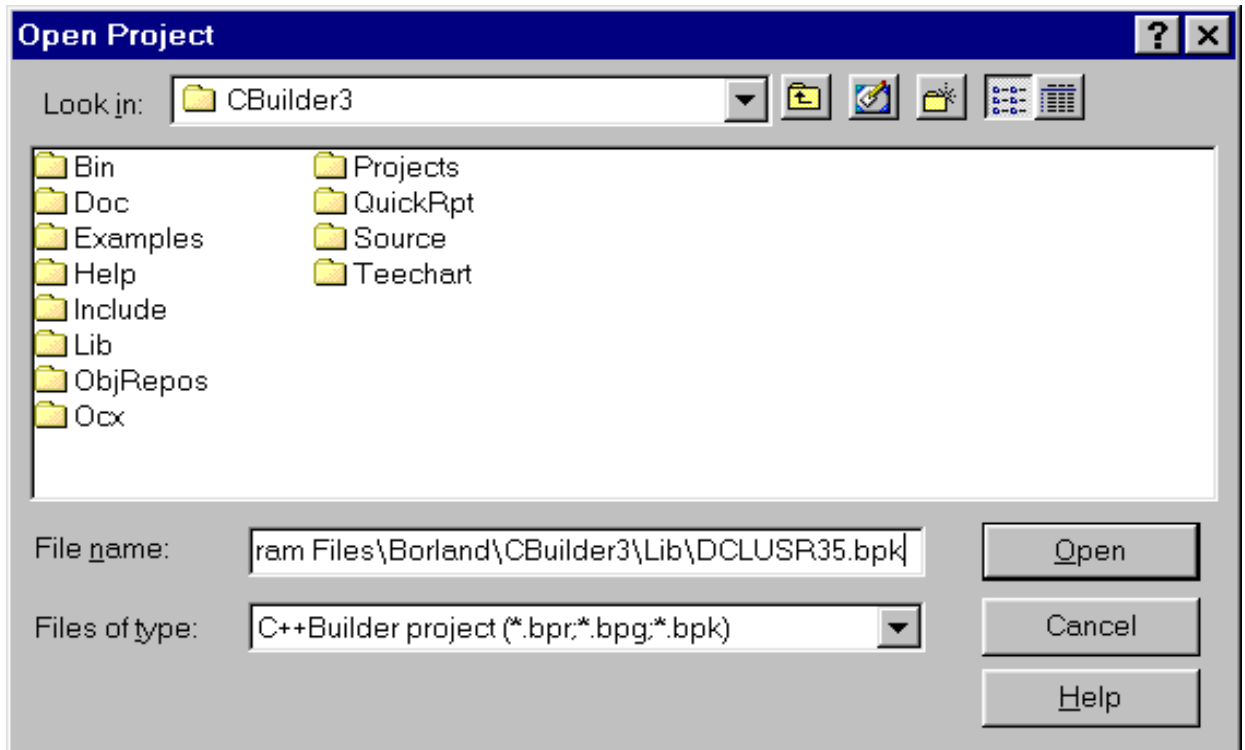 Open Project
Look in: CBuilder3
Bin Projects
Doc QuickRpt
Examples Source
Help Teechart
Include
Lib
ObjRepos
Ocx
File name: ram Files\Borland\CBuilder3\Lib\DCLUSR35.bpk Open
Files of type: C++Builder project (*.bpr;*.bpg;*.bpk) Cancel
Help